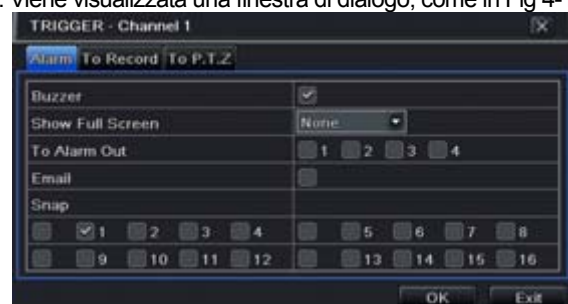 . Viene visualizzata una finestra di dialogo, come in Fig 4-
TRIGGER - Channel 1
Alarm To Record To P.T.Z
Buzzer
Show Full Screen None
To Alarm Out 1 2 3 4
Email
Snap
1 2 3 4 5 6 7 8
9 10 11 12 13 14 15 16
OK Exit